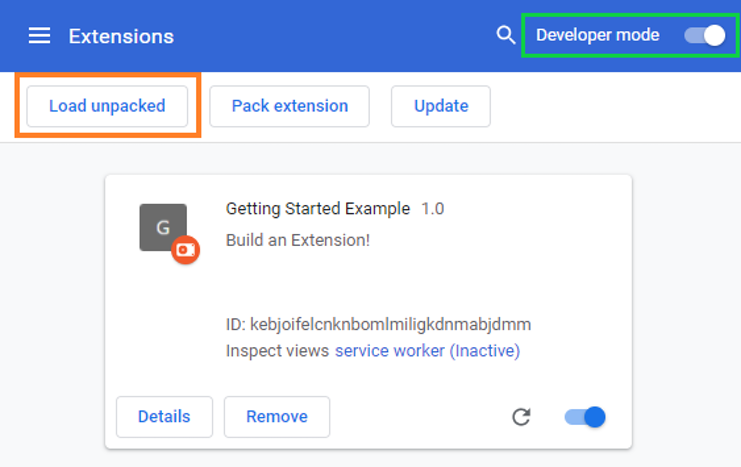 Extensions
Developer mode
Load unpacked
Pack extension
Update
G
Getting Started Example 1.0
Build an Extension!
ID: kebjoifelcnknbomlmiligkdnmabjdmm
Inspect views service worker (Inactive)
Details
Remove